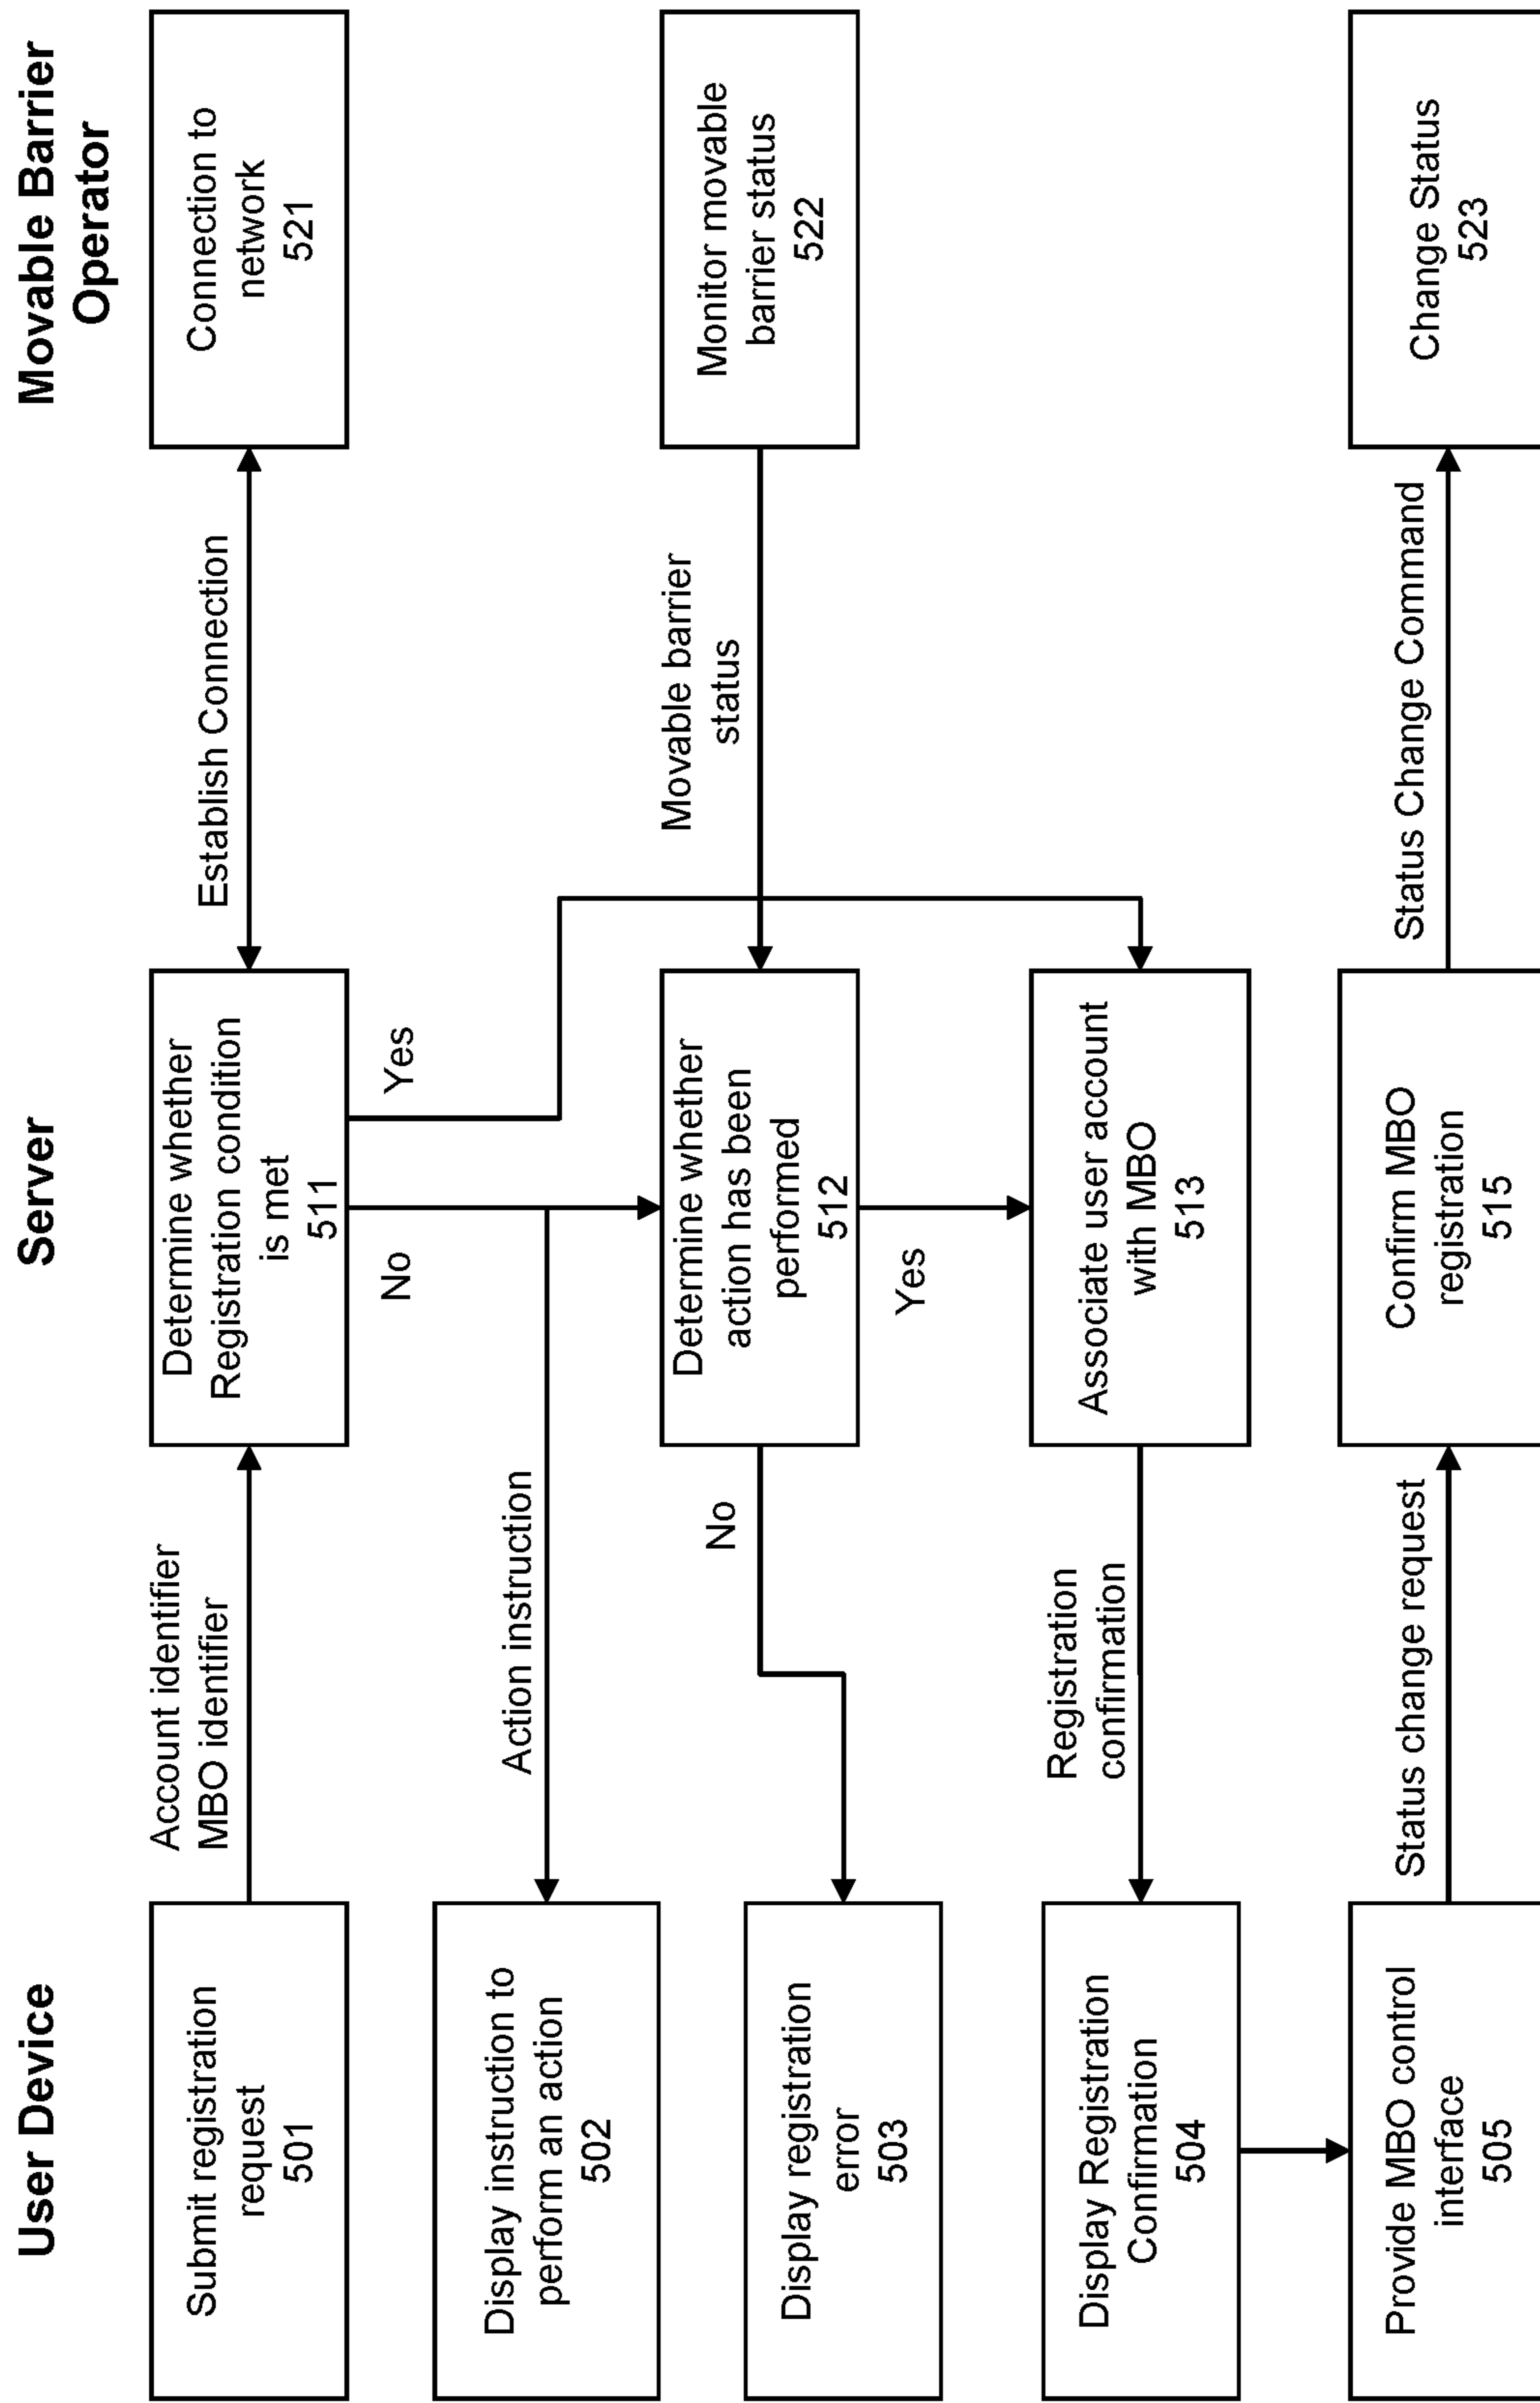 User Device
Server
Movable Barrier
Operator
Submit registration
request
501
Account identifier
MBO identifier
Determine whether
Registration condition
is met
511
Establish Connection
Connection to
network
521
No
Yes
Display instruction to
perform an action
502
Action instruction
Display registration
error
503
No
Determine whether
action has been
performed
512
Movable barrier
status
Monitor movable
barrier status
522
Yes
Display Registration
Confirmation
504
Registration
confirmation
Associate user account
with MBO
513
Provide MBO control
interface
505
Status change request
Confirm MBO
registration
515
Status Change Command
Change Status
523